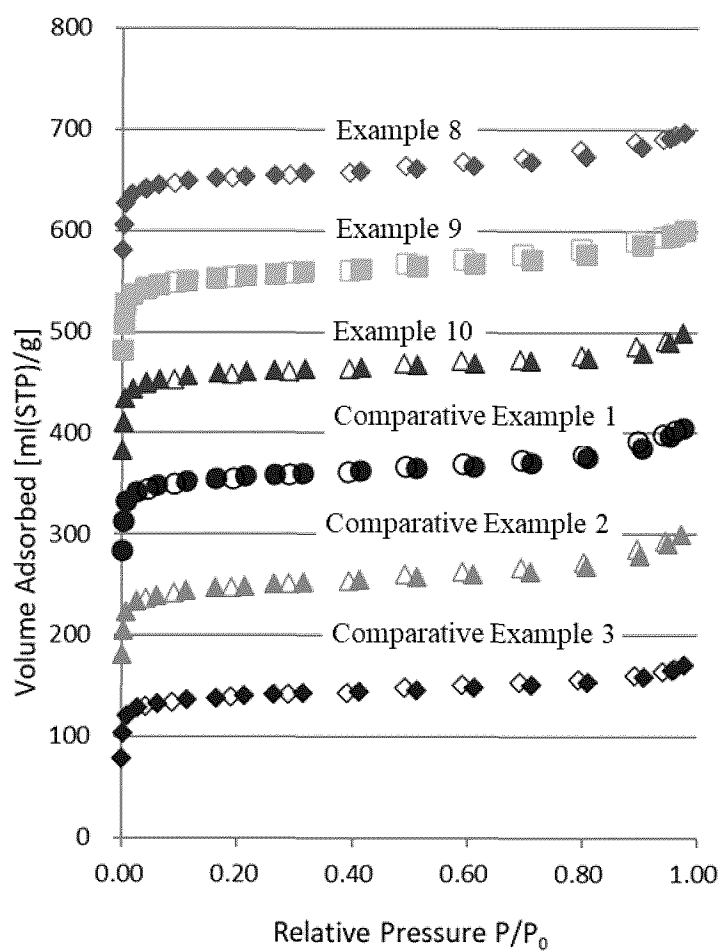 800
700
600
500
400
300
200
100
0
Volume Adsorbed [ml(STP)/g]
Example 8
Example 9
Example 10
Comparative Example 1
Comparative Example 2
Comparative Example 3
0.00 0.20 0.40 0.60 0.80 1.00
Relative Pressure P/P₀